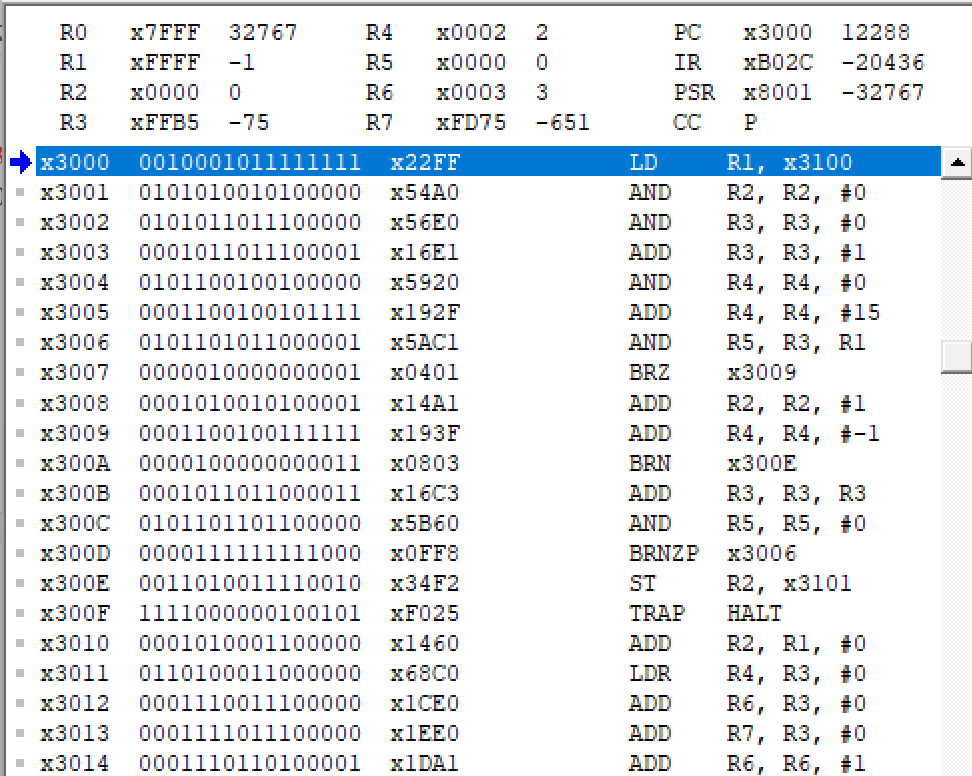 R0 x7FFF 32767 R4 x0002 2 PC x3000 12288
R1 xFFFF -1 R5 x0000 0 IR xB02C -20436
R2 x0000 0 R6 x0003 3 PSR x8001 -32767
R3 xFFB5 -75 R7 xFD75 -651 CC P
x3000 0010001011111111 x22FF LD R1, x3100
x3001 0101010010100000 x54A0 AND R2, R2, #0
x3002 0101011011100000 x56E0 AND R3, R3, #0
x3003 0001011011100001 x16E1 ADD R3, R3, #1
x3004 0101100100100000 x5920 AND R4, R4, #0
x3005 0001100100101111 x192F ADD R4, R4, #15
x3006 0101101011000001 x5AC1 AND R5, R3, R1
x3007 0000010000000001 x0401 BRZ x3009
x3008 0001010010100001 x14A1 ADD R2, R2, #1
x3009 0001100100111111 x193F ADD R4, R4, #-1
x300A 0000100000000011 x0803 BRN x300E
x300B 0001011011000011 x16C3 ADD R3, R3, R3
x300C 0101101101100000 x5B60 AND R5, R5, #0
x300D 0000111111111000 x0FF8 BRNZP x3006
x300E 0011010011110010 x34F2 ST R2, x3101
x300F 1111000000100101 xF025 TRAP HALT
x3010 0001010001100000 x1460 ADD R2, R1, #0
x3011 0110100011000000 x68C0 LDR R4, R3, #0
x3012 0001110011100000 x1CE0 ADD R6, R3, #0
x3013 0001111011100000 x1EE0 ADD R7, R3, #0
x3014 0001110110100001 x1DA1 ADD R6, R6, #1